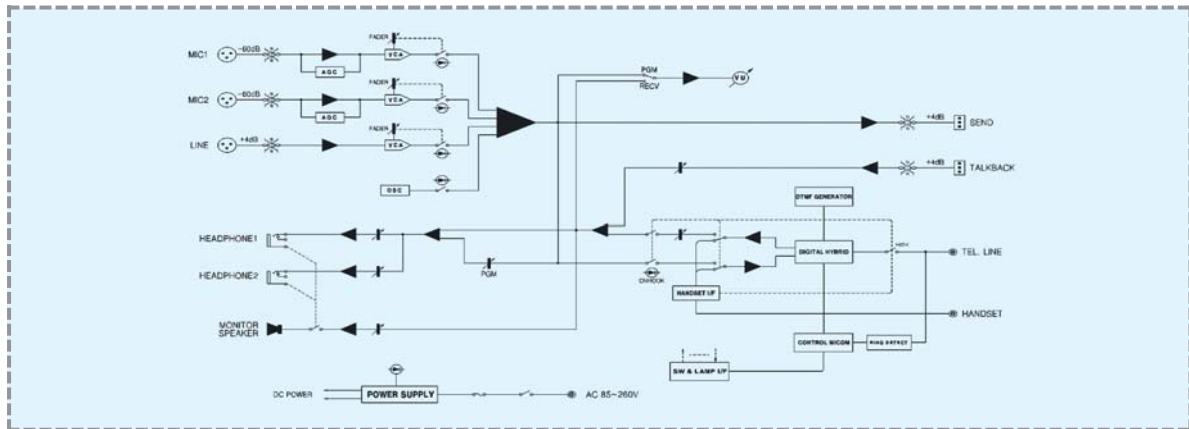 FADER
MIC1
-60dB
VCA
AGC
PGM
RECV
VU
FADER
MIC2
-60dB
VCA
AGC
FADER
LINE
+4dB
VCA
+4dB
SEND
+4dB
TALKBACK
OSC
DTMF GENERATOR
HEADPHONE1
DIGITAL HYBRID
TEL. LINE
HEADPHONE2
PGM
ONHOOK
HANDSET I/F
HANDSET
MONITOR
SPEAKER
CONTROL MICOM
RING DETECT
SW & LAMP I/F
DC POWER
POWER SUPPLY
AC 85~260V